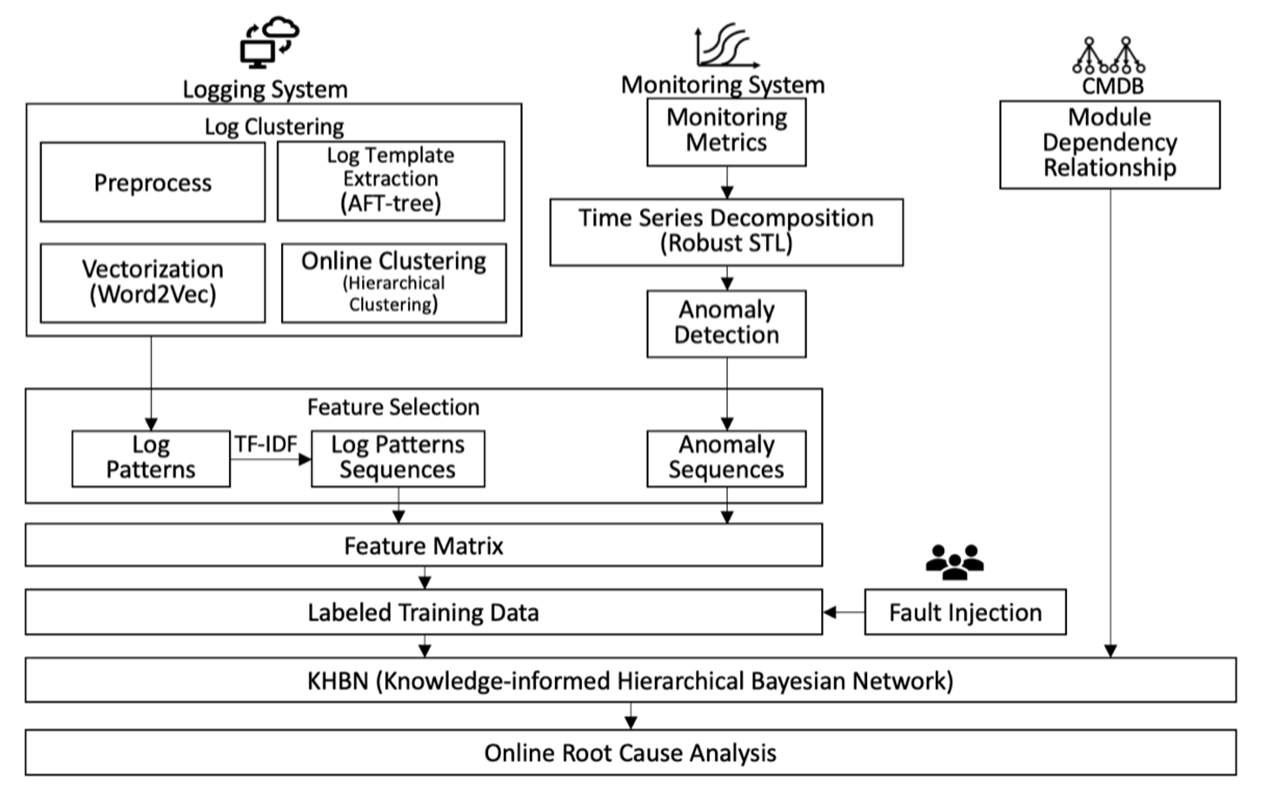 Logging System
Log Clustering
Preprocess
Log Template
Extraction
(AFT-tree)
Vectorization
(Word2Vec)
Online Clustering
(Hierarchical
Clustering)
Monitoring System
Monitoring
Metrics
Time Series Decomposition
(Robust STL)
Anomaly
Detection
CMDB
Module
Dependency
Relationship
Feature Selection
Log
Patterns
TF-IDF
Log Patterns
Sequences
Anomaly
Sequences
Feature Matrix
Labeled Training Data
Fault Injection
KHBN (Knowledge-informed Hierarchical Bayesian Network)
Online Root Cause Analysis